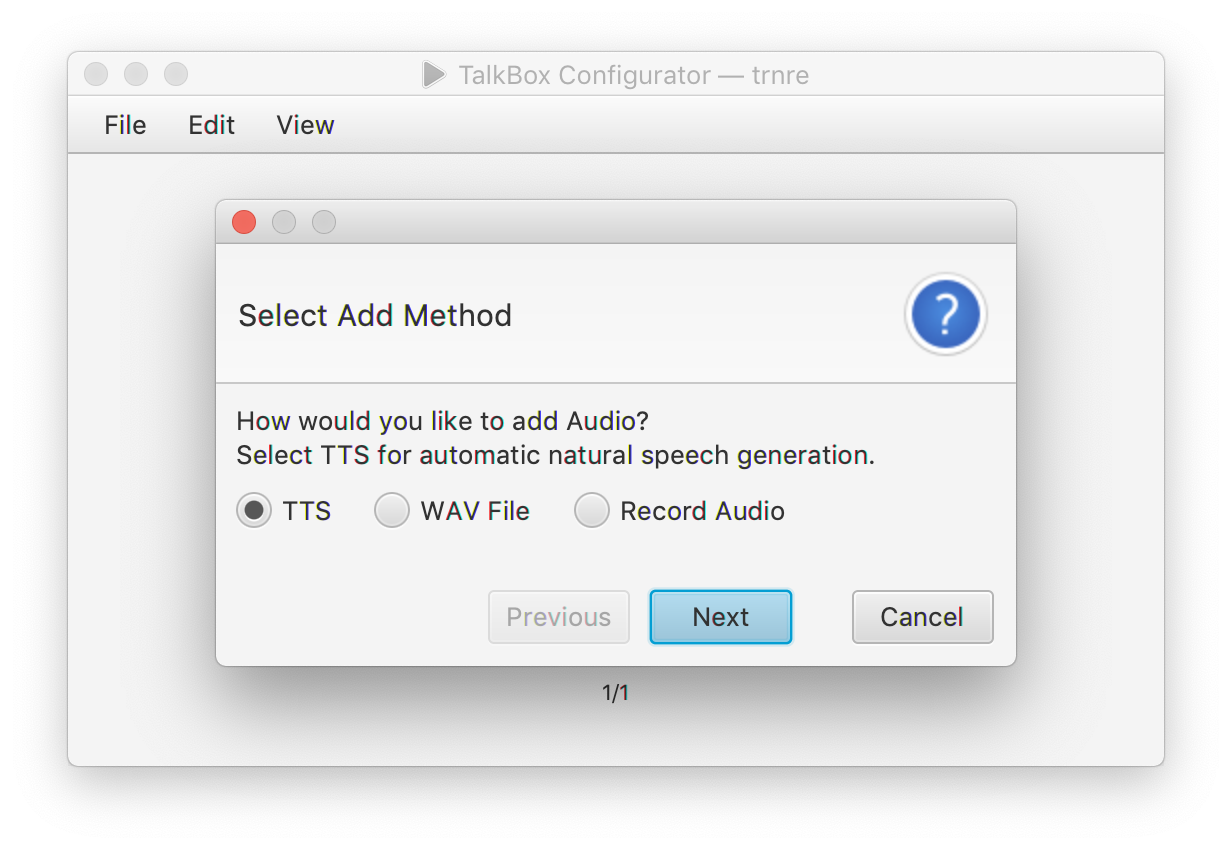 TalkBox Configurator — trnre
File Edit View
Select Add Method
?
How would you like to add Audio?
Select TTS for automatic natural speech generation.
TTS WAV File Record Audio
Previous Next Cancel
1/1